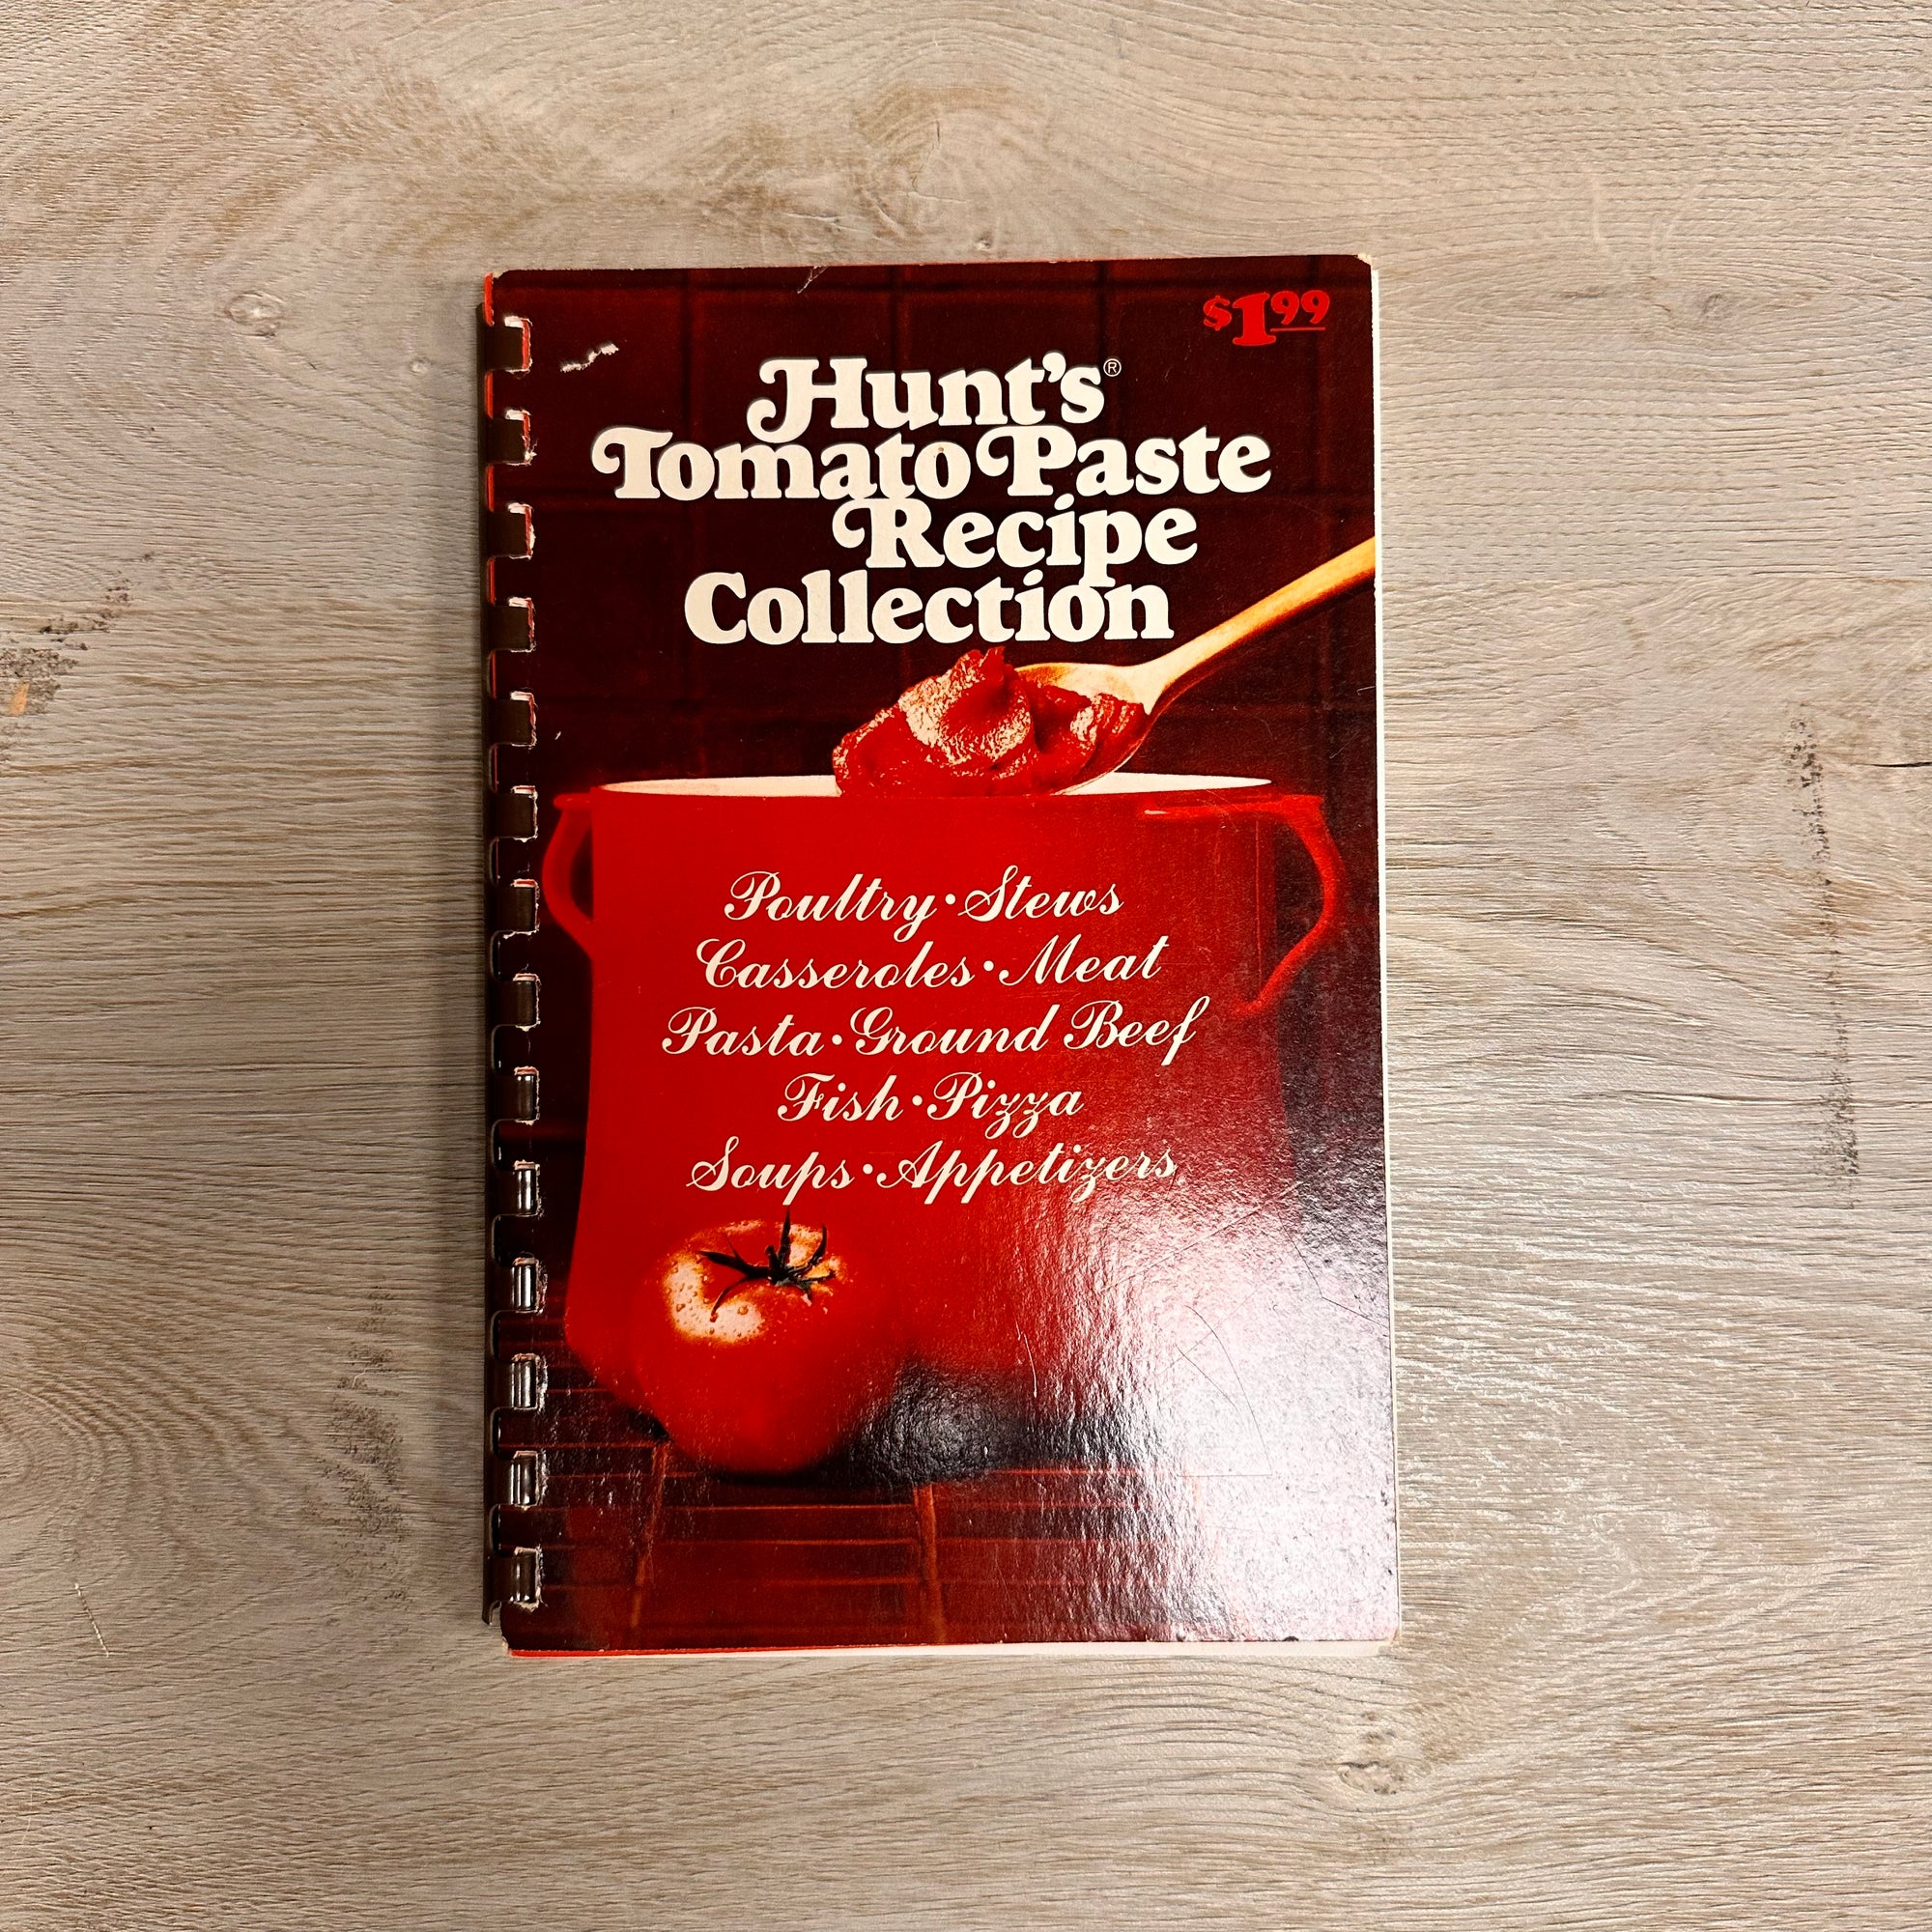 $1.99
Hunt's®
Tomato Paste
Recipe
Collection
Poultry•Stews
Casseroles•Meat
Pasta•Ground Beef
Fish•Pizza
Soups•Appetizers